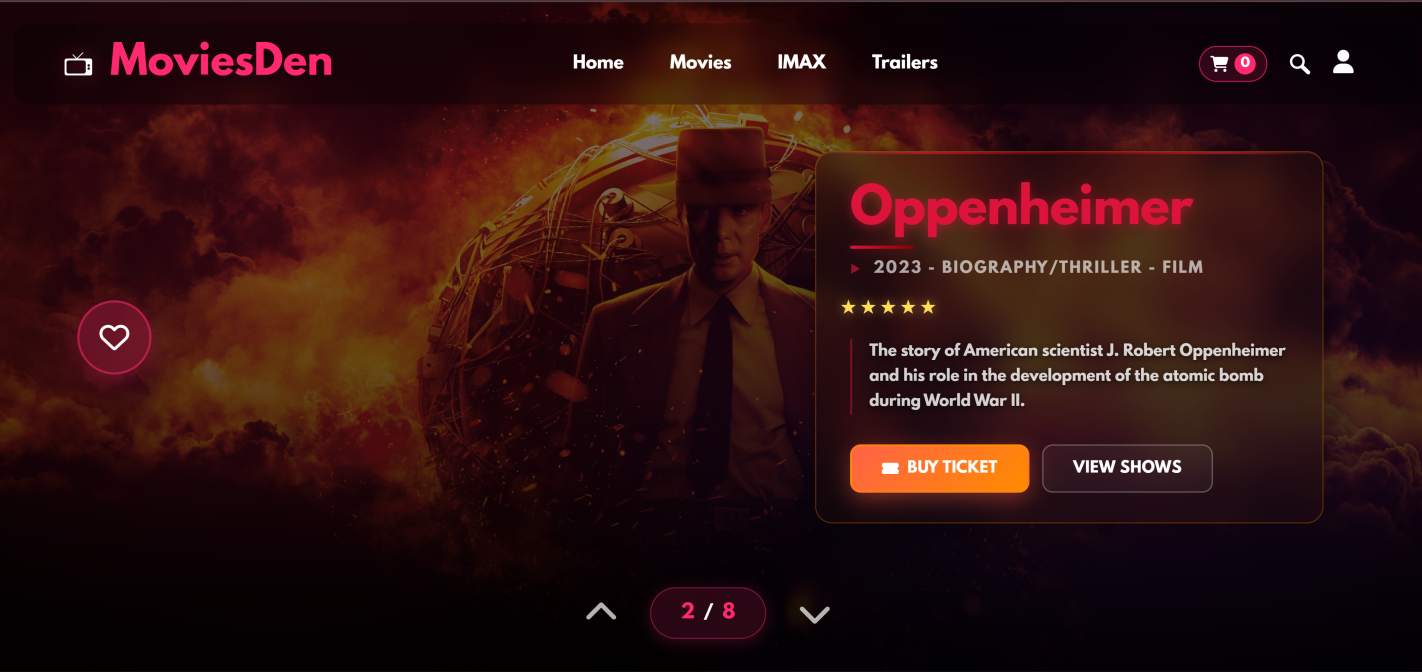 MoviesDen
Home
Movies
IMAX
Trailers
0
Oppenheimer
2023 - BIOGRAPHY/THRILLER - FILM
The story of American scientist J. Robert Oppenheimer
and his role in the development of the atomic bomb
during World War II.
BUY TICKET
VIEW SHOWS
2 / 8